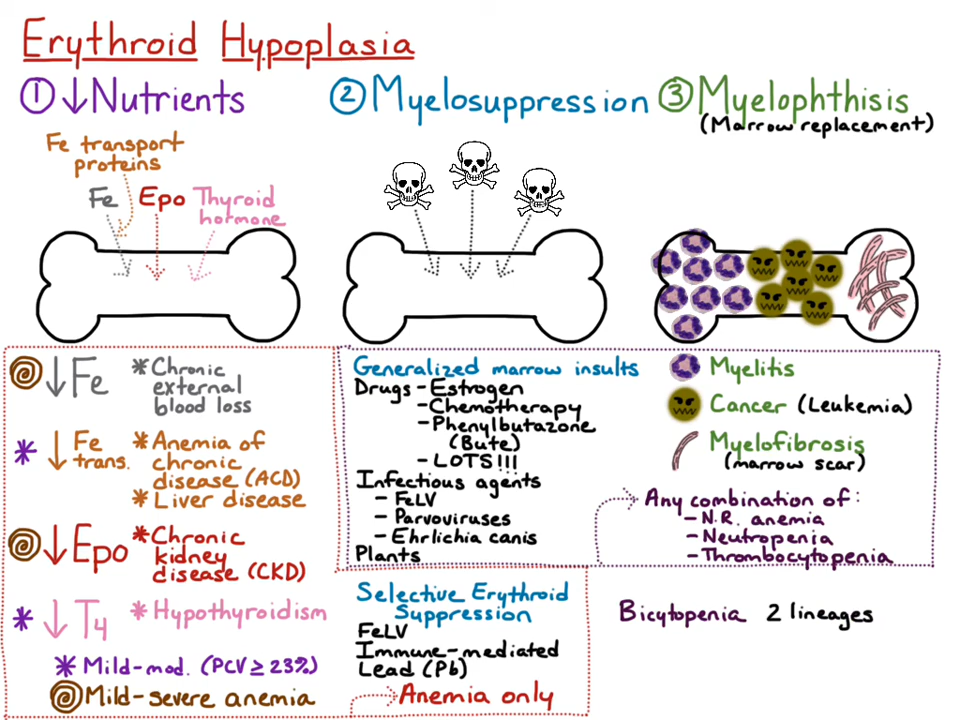 Erythroid Hypoplasia
① ↓ Nutrients
② Myelosuppression
③ Myelophthisis
(Marrow replacement)
Fe transport
proteins
Fe
Epo
Thyroid
hormone
↓ Fe
* Chronic
external
blood loss
* ↓ Fe
trans.
* Anemia of
chronic
disease (ACD)
* Liver disease
↓ Epo
* Chronic
kidney
disease (CKD)
* ↓ T4
* Hypothyroidism
* Mild-mod. (PCV ≥ 23%)
Mild-severe anemia
Generalized marrow insults
Drugs - Estrogen
- Chemotherapy
- Phenylbutazone
(Bute)
- LOTS!!!
Infectious agents
- FeLV
- Parvoviruses
- Ehrlichia canis
Plants
Selective Erythroid
Suppression
FeLV
Immune-mediated
Lead (Pb)
Anemia only
Myelitis
Cancer (Leukemia)
Myelofibrosis
(marrow scar)
Any combination of:
- N.R. anemia
- Neutropenia
- Thrombocytopenia
Bicytopenia 2 lineages